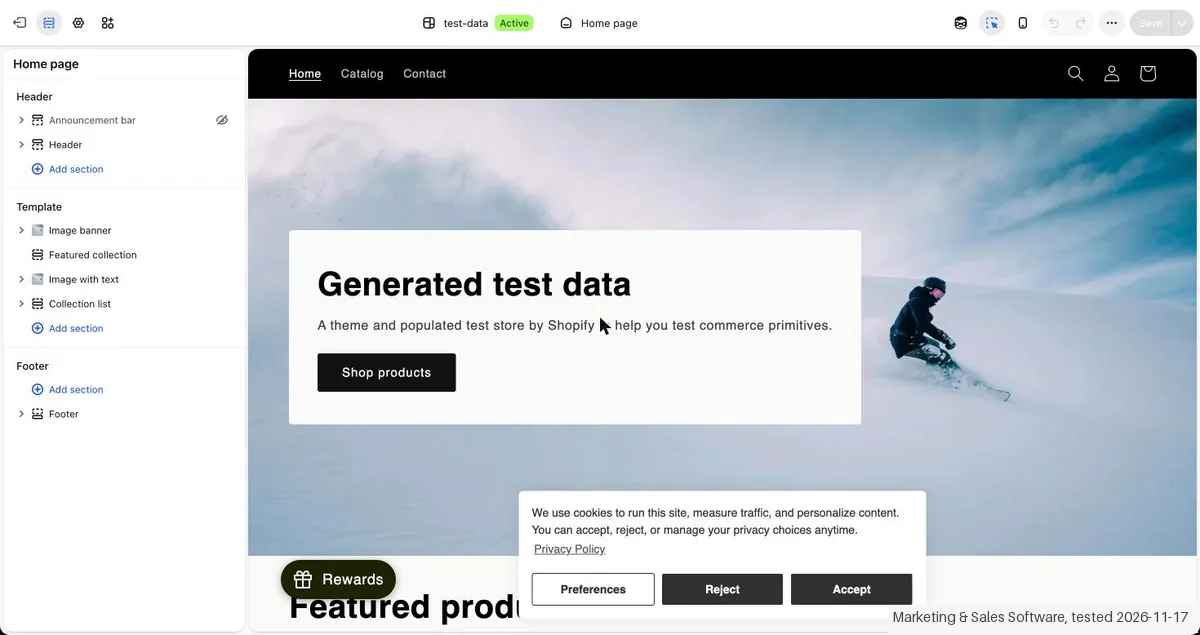 test-data Active Home page Save
Home page
Header
Announcement bar
Header
Add section
Template
Image banner
Featured collection
Image with text
Collection list
Add section
Footer
Add section
Footer
Home Catalog Contact
Generated test data
A theme and populated test store by Shopify help you test commerce primitives.
Shop products
We use cookies to run this site, measure traffic, and personalize content.
You can accept, reject, or manage your privacy choices anytime.
Privacy Policy
Preferences Reject Accept
Rewards
Featured
Marketing & Sales Software, tested 2026-11-17